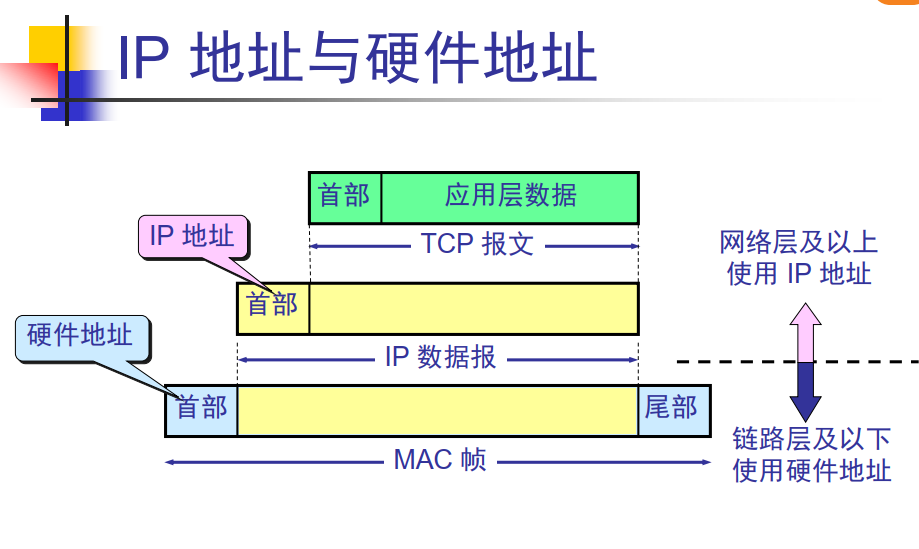 IP 地址与硬件地址
首部
应用层数据
TCP 报文
IP 地址
首部
网络层及以上
使用 IP 地址
硬件地址
IP 数据报
首部
尾部
MAC 帧
链路层及以下
使用硬件地址